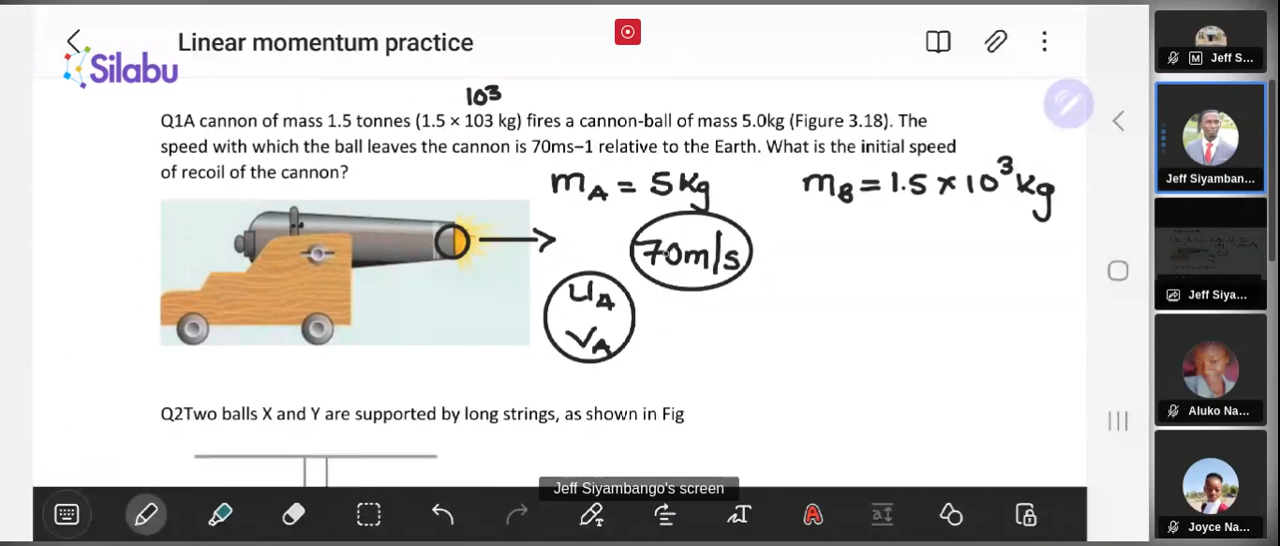 Linear momentum practice
Silabu
10³
Q1A cannon of mass 1.5 tonnes (1.5 × 103 kg) fires a cannon-ball of mass 5.0kg (Figure 3.18). The
speed with which the ball leaves the cannon is 70ms−1 relative to the Earth. What is the initial speed
of recoil of the cannon?
m_A = 5 kg
m_B = 1.5 × 10³ kg
70m/s
u_A
v_A
Q2Two balls X and Y are supported by long strings, as shown in Fig
Jeff Siyambango's screen
M Jeff S...
Jeff Siyamban...
Jeff Siya...
Aluko Na...
Joyce Na...